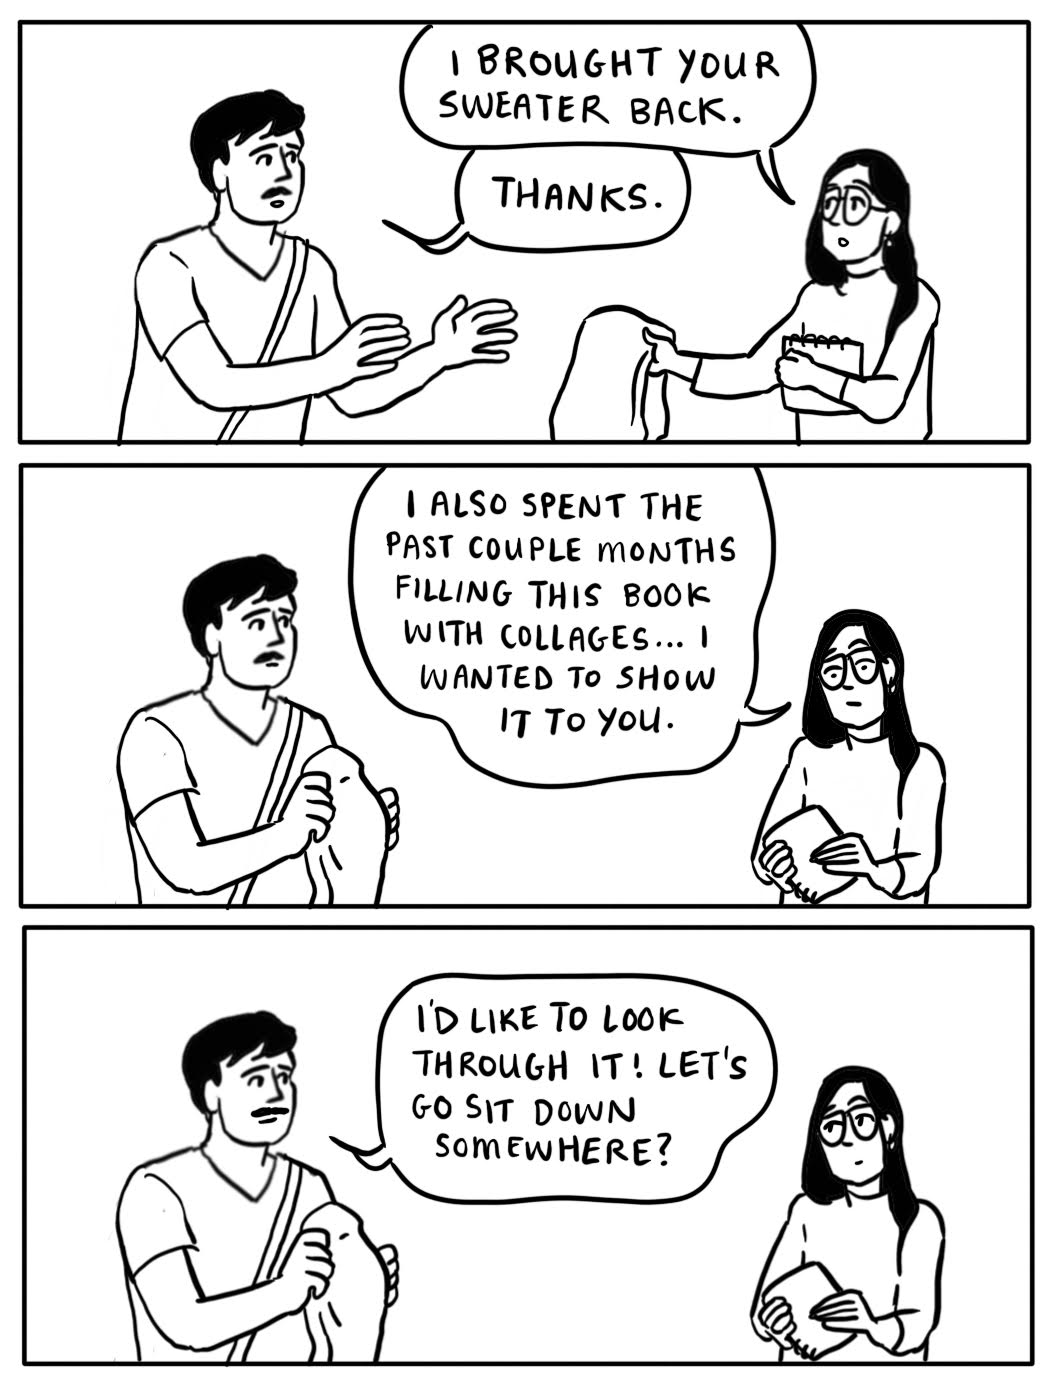 I BROUGHT YOUR
SWEATER BACK.
THANKS.
I ALSO SPENT THE
PAST COUPLE MONTHS
FILLING THIS BOOK
WITH COLLAGES... I
WANTED TO SHOW
IT TO YOU.
I'D LIKE TO LOOK
THROUGH IT! LET'S
GO SIT DOWN
SOMEWHERE?